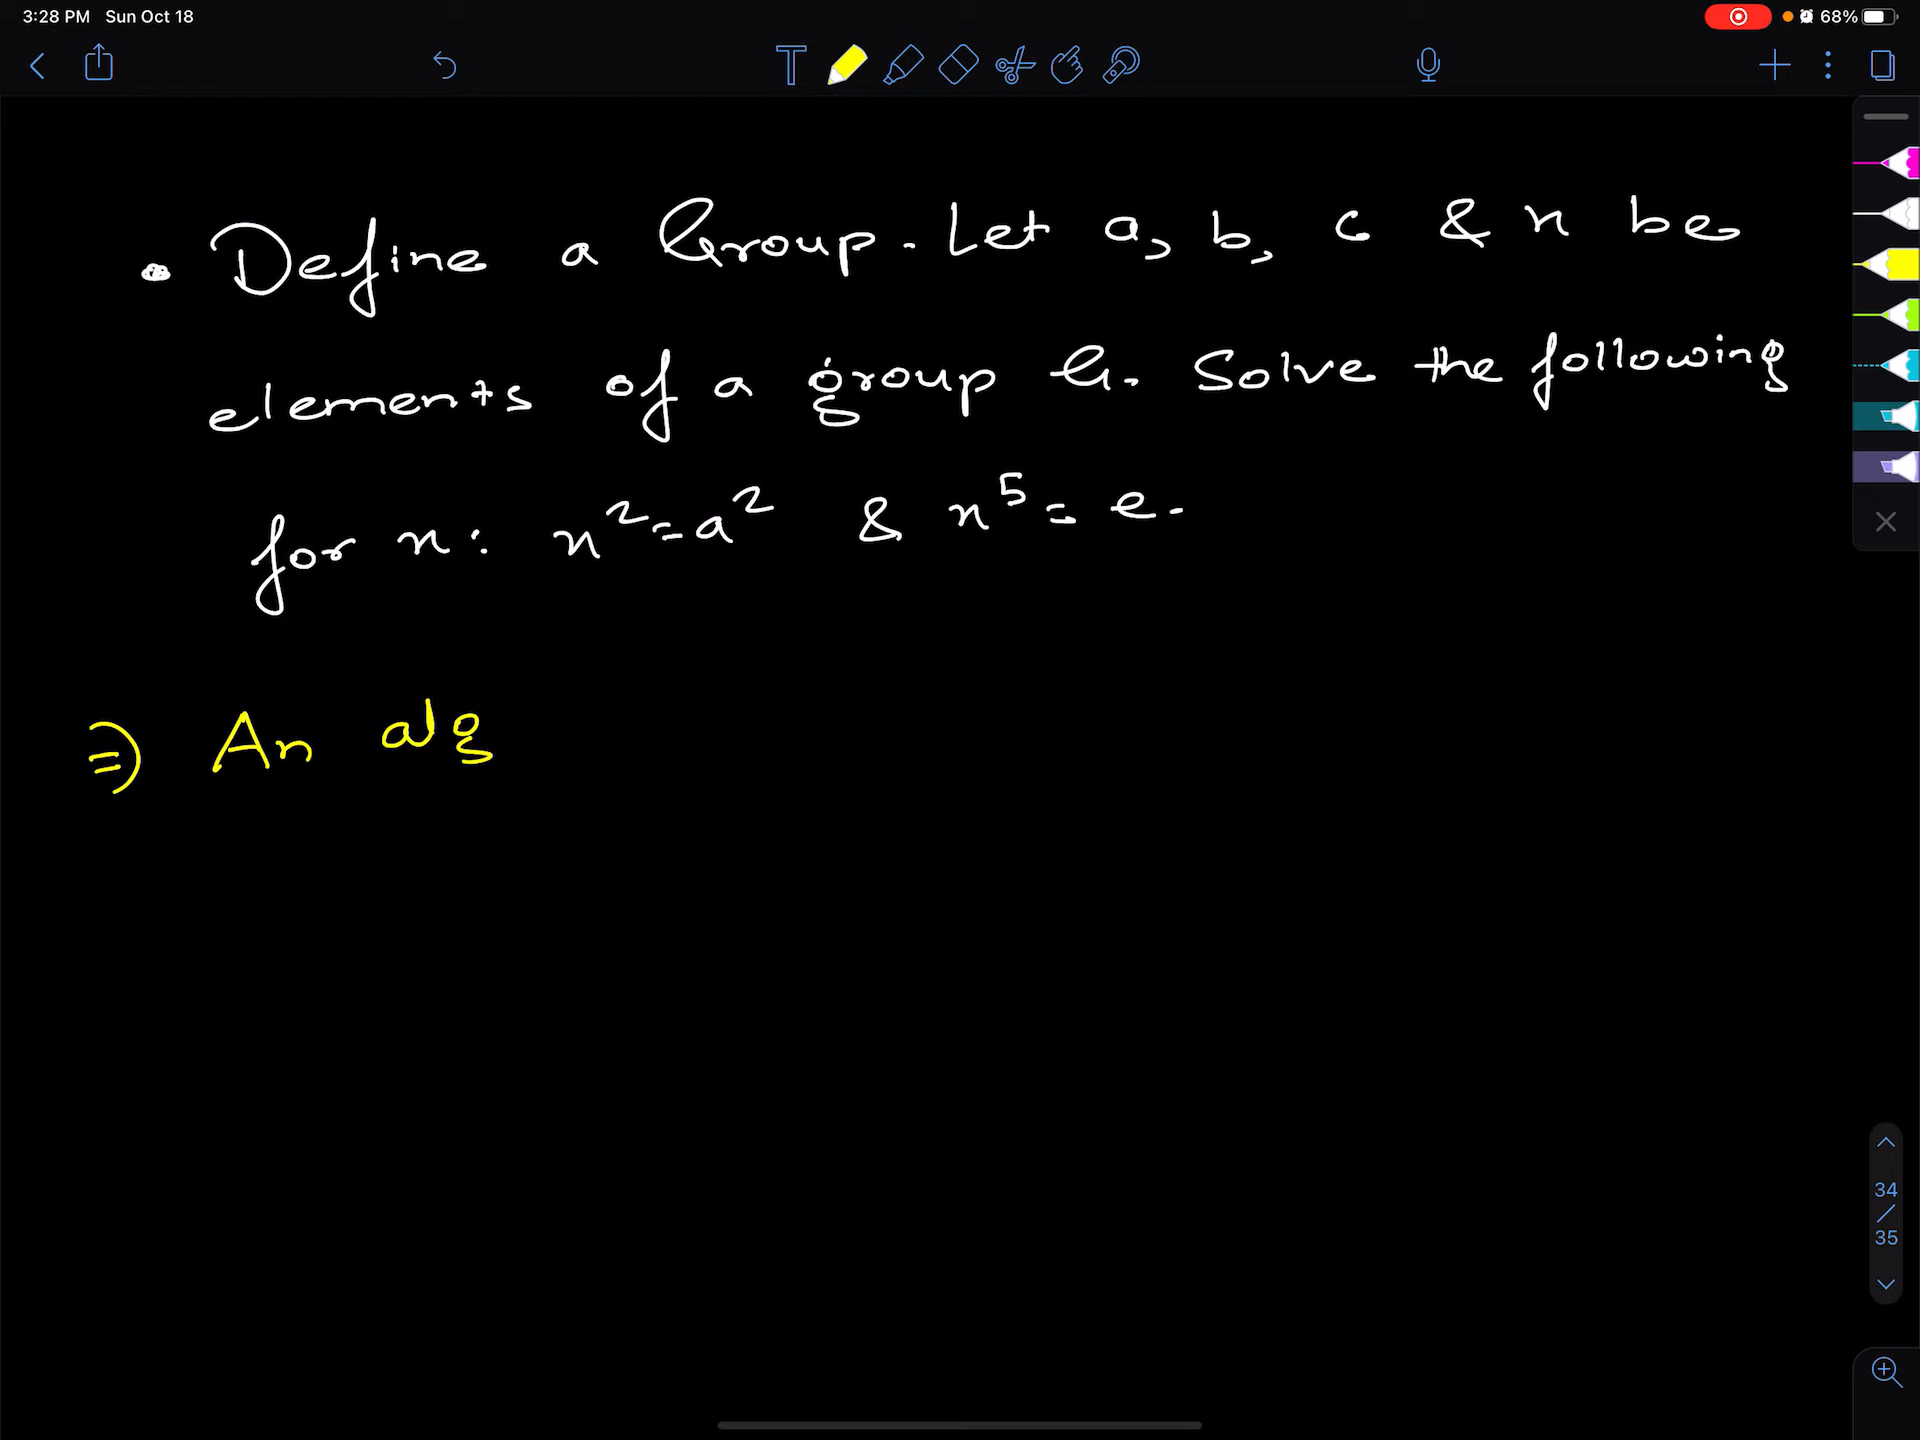 3:28 PM Sun Oct 18
68%
• Define a Group. Let a, b, c & x be
elements of a group G. Solve the following
for x: x²=a² & x⁵= e.
⇒ An alg
34
/
35